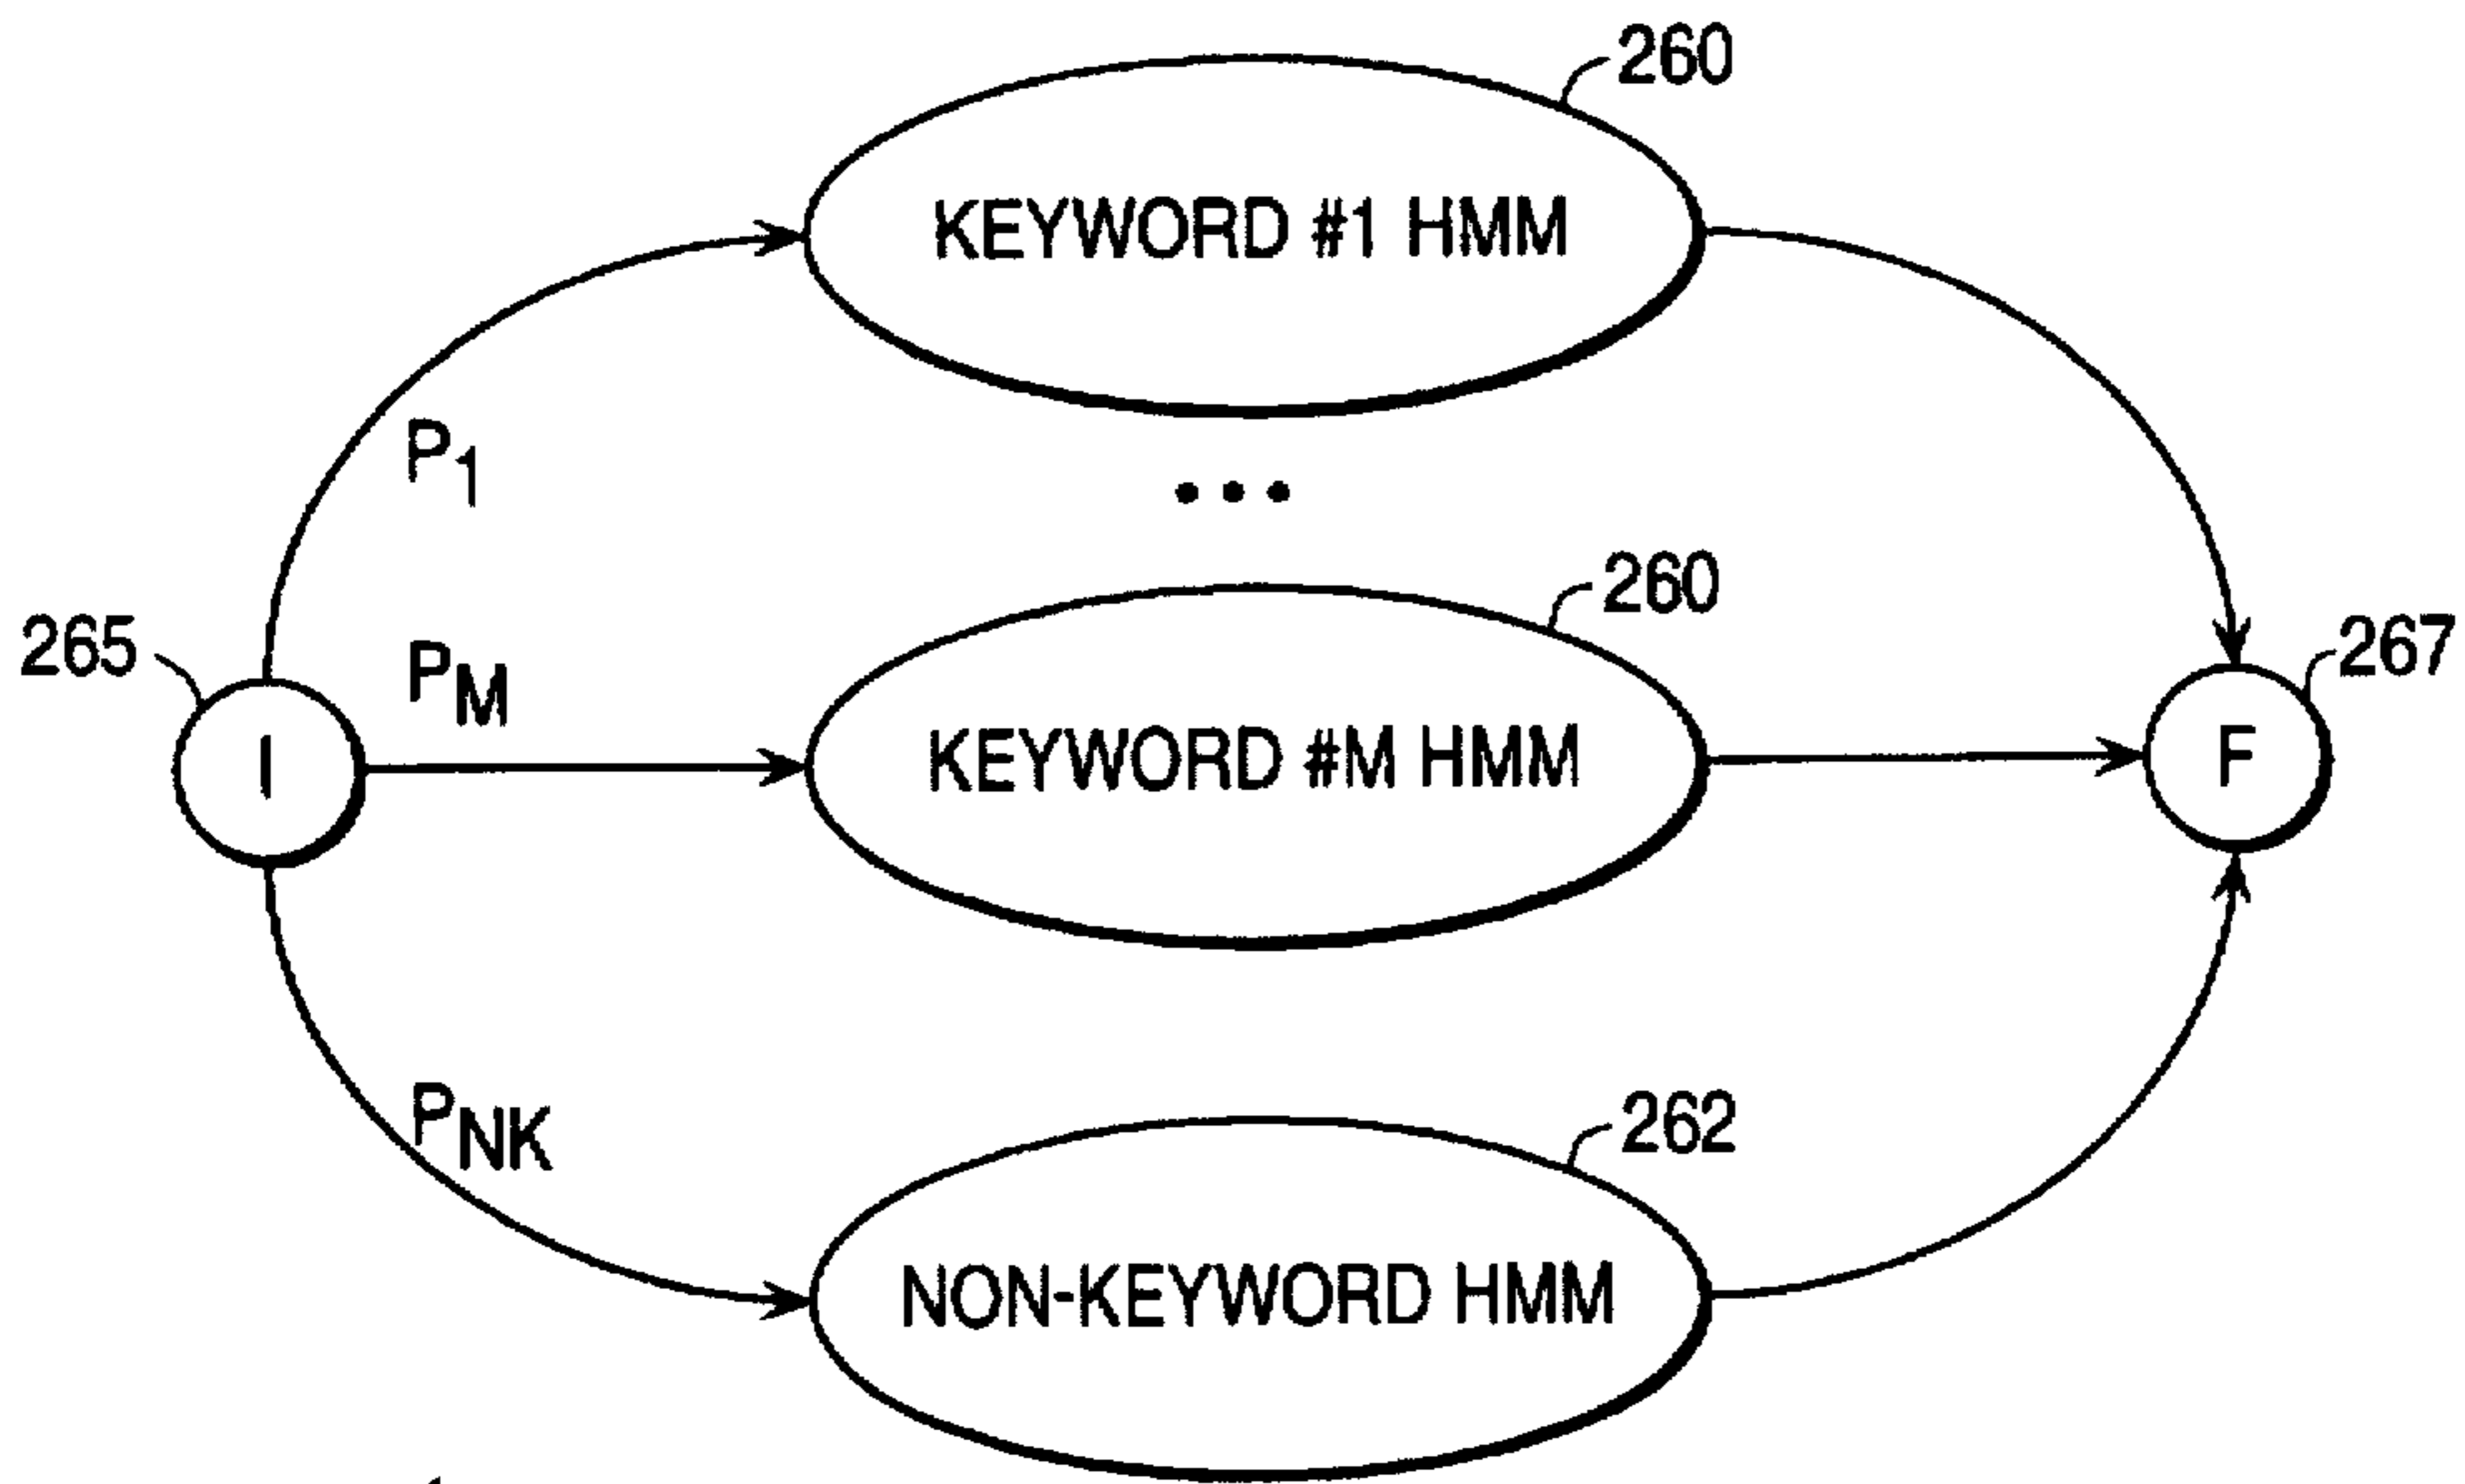 260
KEYWORD #1 HMM
P1
...
260
265
PM
267
I
KEYWORD #M HMM
F
PNK
262
NON-KEYWORD HMM